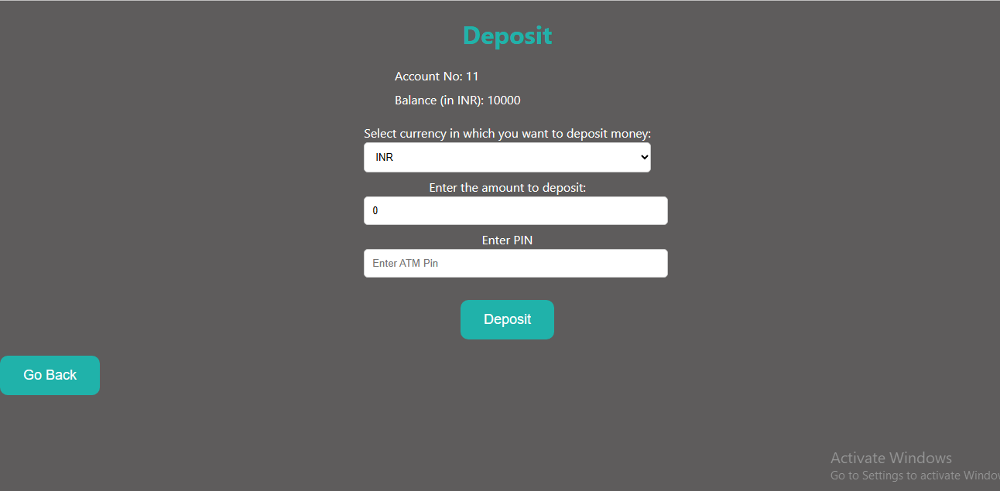 Deposit
Account No: 11
Balance (in INR): 10000
Select currency in which you want to deposit money:
INR
Enter the amount to deposit:
0
Enter PIN
Enter ATM Pin
Deposit
Go Back
Activate Windows
Go to Settings to activate Window